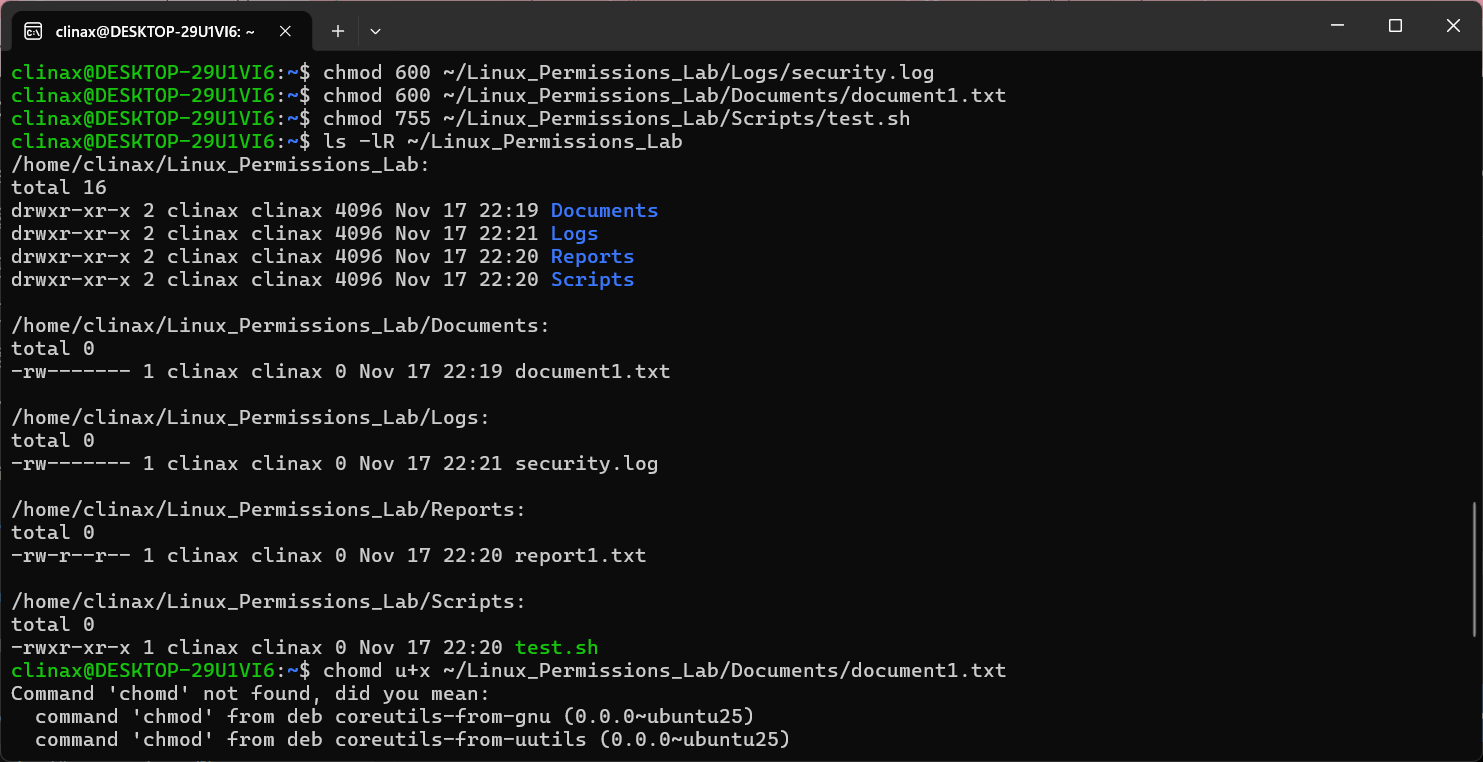 clinax@DESKTOP-29U1VI6: ~
clinax@DESKTOP-29U1VI6:~$ chmod 600 ~/Linux_Permissions_Lab/Logs/security.log
clinax@DESKTOP-29U1VI6:~$ chmod 600 ~/Linux_Permissions_Lab/Documents/document1.txt
clinax@DESKTOP-29U1VI6:~$ chmod 755 ~/Linux_Permissions_Lab/Scripts/test.sh
clinax@DESKTOP-29U1VI6:~$ ls -lR ~/Linux_Permissions_Lab
/home/clinax/Linux_Permissions_Lab:
total 16
drwxr-xr-x 2 clinax clinax 4096 Nov 17 22:19 Documents
drwxr-xr-x 2 clinax clinax 4096 Nov 17 22:21 Logs
drwxr-xr-x 2 clinax clinax 4096 Nov 17 22:20 Reports
drwxr-xr-x 2 clinax clinax 4096 Nov 17 22:20 Scripts

/home/clinax/Linux_Permissions_Lab/Documents:
total 0
-rw------- 1 clinax clinax 0 Nov 17 22:19 document1.txt

/home/clinax/Linux_Permissions_Lab/Logs:
total 0
-rw------- 1 clinax clinax 0 Nov 17 22:21 security.log

/home/clinax/Linux_Permissions_Lab/Reports:
total 0
-rw-r--r-- 1 clinax clinax 0 Nov 17 22:20 report1.txt

/home/clinax/Linux_Permissions_Lab/Scripts:
total 0
-rwxr-xr-x 1 clinax clinax 0 Nov 17 22:20 test.sh
clinax@DESKTOP-29U1VI6:~$ chomd u+x ~/Linux_Permissions_Lab/Documents/document1.txt
Command 'chomd' not found, did you mean:
  command 'chmod' from deb coreutils-from-gnu (0.0.0~ubuntu25)
  command 'chmod' from deb coreutils-from-uutils (0.0.0~ubuntu25)